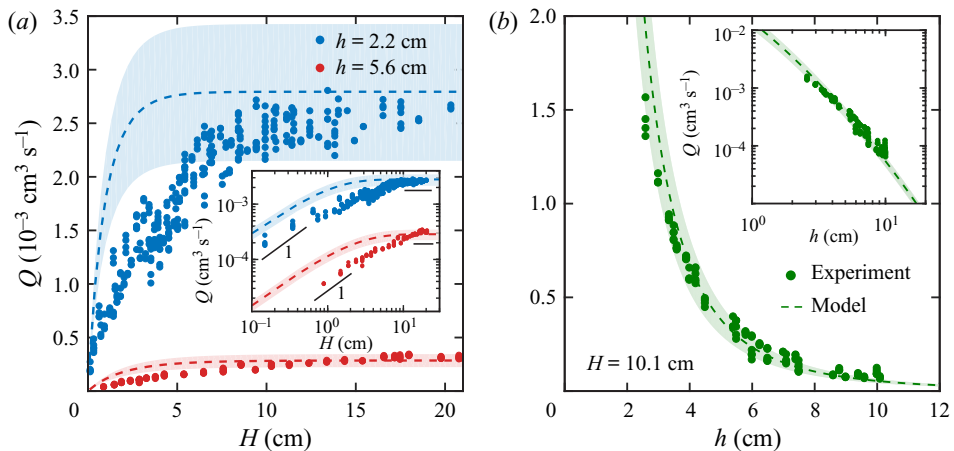 (a)
3.5
3.0
2.5
2.0
1.5
1.0
0.5
Q (10⁻³ cm³ s⁻¹)
0
5
10
15
20
H (cm)
h = 2.2 cm
h = 5.6 cm
10⁻³
10⁻⁴
Q (cm³ s⁻¹)
1
1
10⁻¹
10⁰
10¹
H (cm)
(b)
2.0
1.5
1.0
0.5
0
2
4
6
8
10
12
h (cm)
H = 10.1 cm
10⁻²
10⁻³
10⁻⁴
Q (cm³ s⁻¹)
10⁰
10¹
h (cm)
Experiment
Model